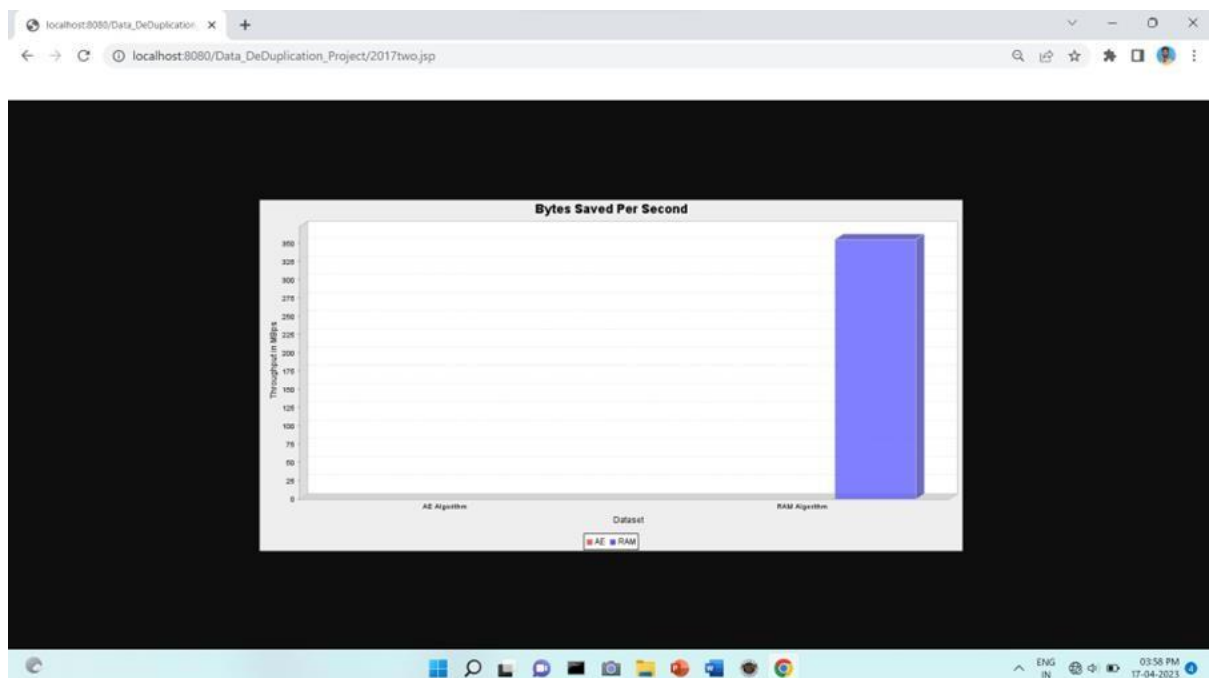 localhost:8080/Data_DeDuplication
localhost:8080/Data_DeDuplication_Project/2017two.jsp
Bytes Saved Per Second
350
325
300
275
250
225
200
175
150
125
100
75
50
25
0
Throughput in MBps
AE Algorithm
RAM Algorithm
Dataset
AE
RAM
ENG
IN
03:58 PM
17-04-2023
4